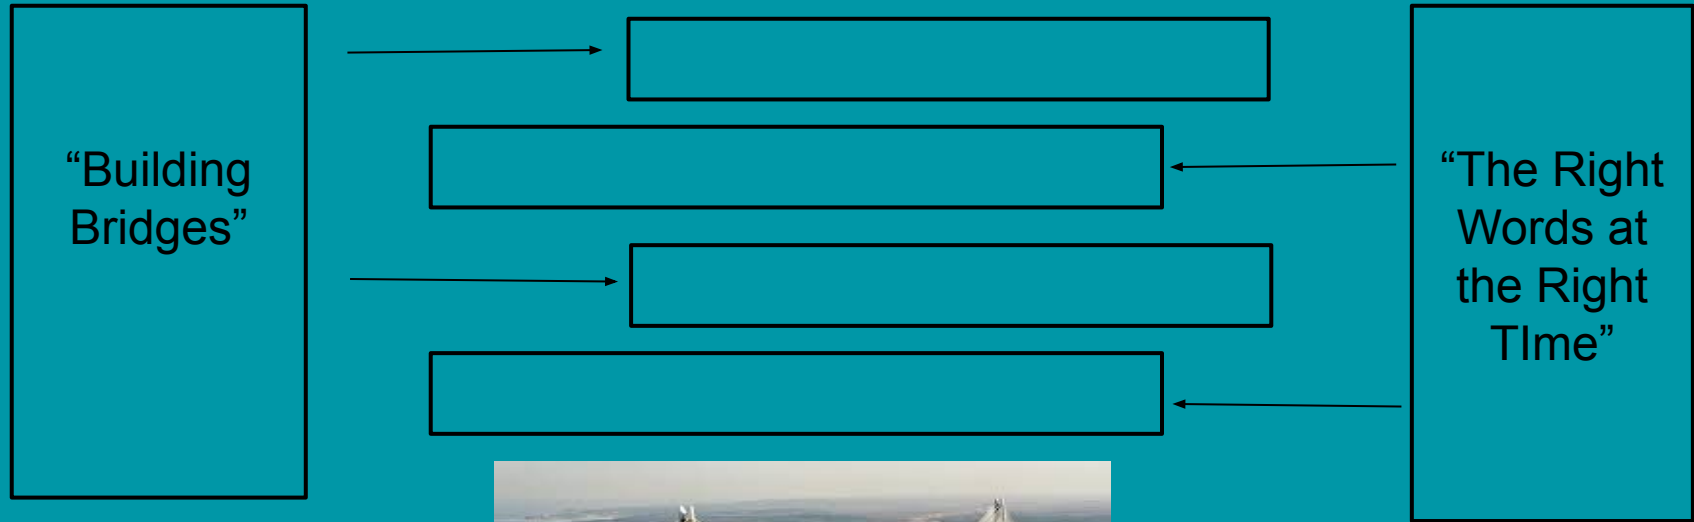 “Building
Bridges”
“The Right
Words at
the Right
TIme”